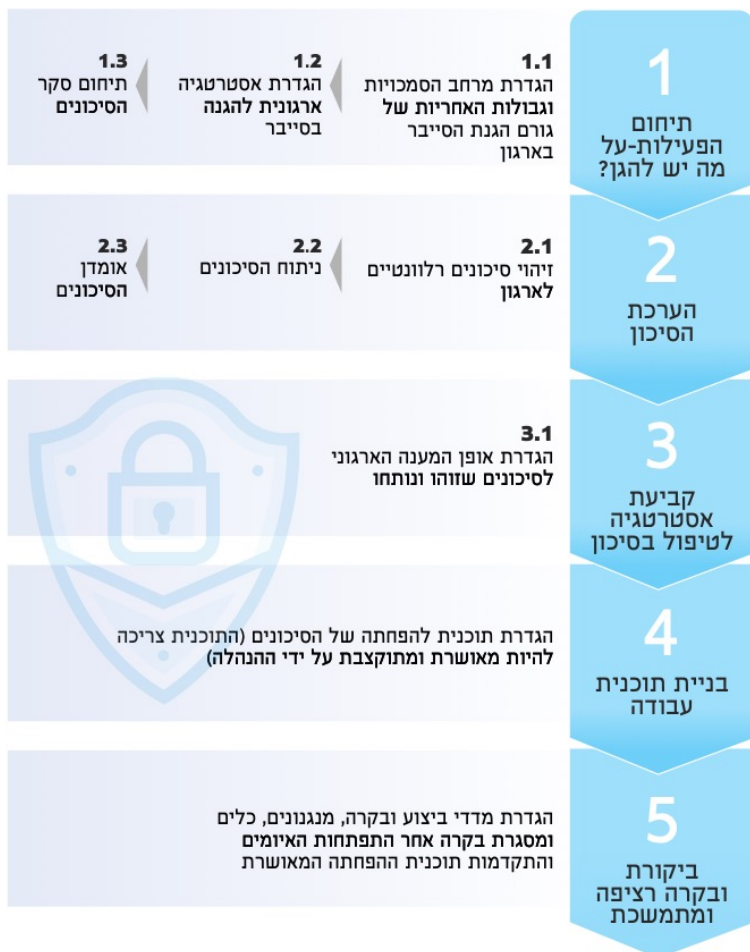 1
תיחום
הפעילות-על
מה יש להגן?
1.1
הגדרת מרחב הסמכויות
וגבולות האחריות של
גורם הגנת הסייבר
בארגון
1.2
הגדרת אסטרטגיה
ארגונית להגנה
בסייבר
1.3
תיחום סקר
הסיכונים
2
הערכת
הסיכון
2.1
זיהוי סיכונים רלוונטיים
לארגון
2.2
ניתוח הסיכונים
2.3
אומדן
הסיכונים
3
קביעת
אסטרטגיה
לטיפול בסיכון
3.1
הגדרת אופן המענה הארגוני
לסיכונים שזוהו ונותחו
4
בניית תוכנית
עבודה
הגדרת תוכנית להפחתה של הסיכונים (התוכנית צריכה
להיות מאושרת ומתוקצבת על ידי ההנהלה)
5
ביקורת
ובקרה רציפה
ומתמשכת
הגדרת מדדי ביצוע ובקרה, מנגנונים, כלים
ומסגרת בקרה אחר התפתחות האיומים
והתקדמות תוכנית ההפחתה המאושרת